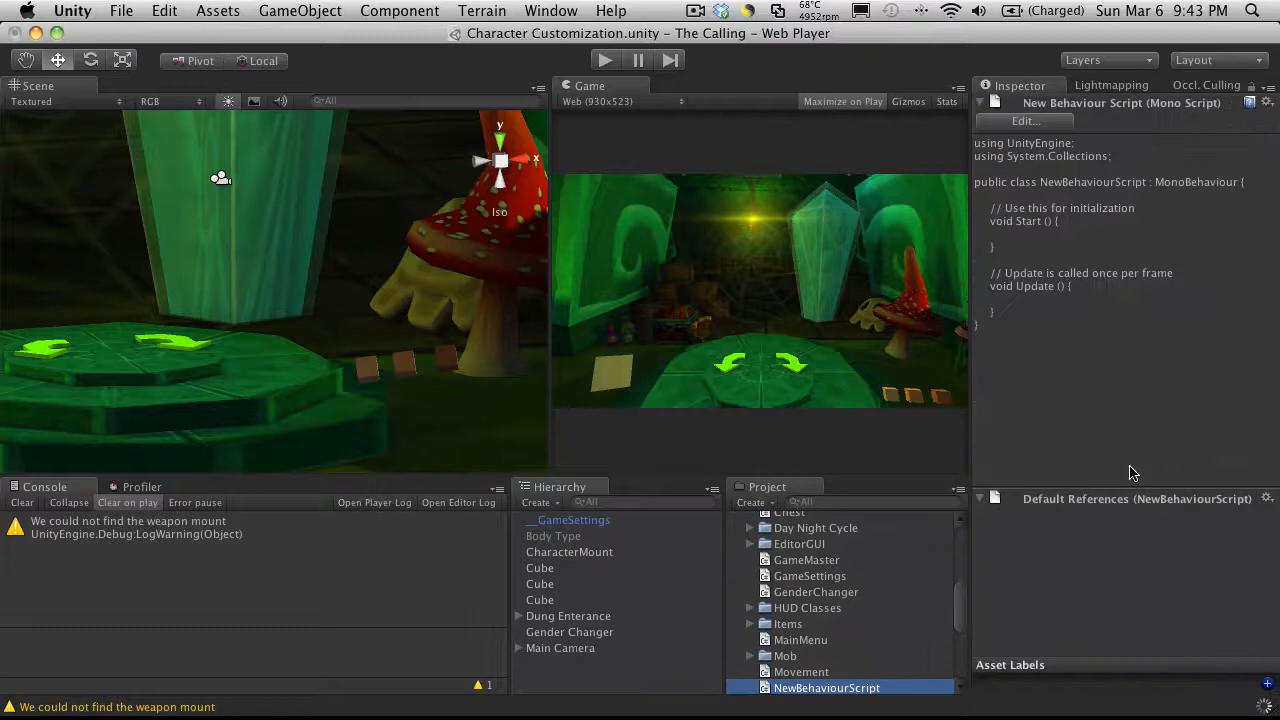 Unity File Edit Assets GameObject Component Terrain Window Help 68°C 4952rpm (Charged) Sun Mar 6 9:43 PM
Character Customization.unity - The Calling - Web Player
Pivot Local Layers Layout
Scene Game Inspector Lightmapping Occl. Culling
Textured RGB All Web (930x523) Maximize on Play Gizmos Stats
New Behaviour Script (Mono Script)
Edit...
using UnityEngine;
using System.Collections;
public class NewBehaviourScript : MonoBehaviour {
// Use this for initialization
void Start () {
}
// Update is called once per frame
void Update () {
}
}
y
x
Iso
Console Profiler Hierarchy Project
Clear Collapse Clear on play Error pause Open Player Log Open Editor Log Create All Create All
Default References (NewBehaviourScript)
We could not find the weapon mount
UnityEngine.Debug:LogWarning(Object)
__GameSettings
Body Type
CharacterMount
Cube
Cube
Cube
Dung Enterance
Gender Changer
Main Camera
Chest
Day Night Cycle
EditorGUI
GameMaster
GameSettings
GenderChanger
HUD Classes
Items
MainMenu
Mob
Movement
NewBehaviourScript
Asset Labels
1
We could not find the weapon mount